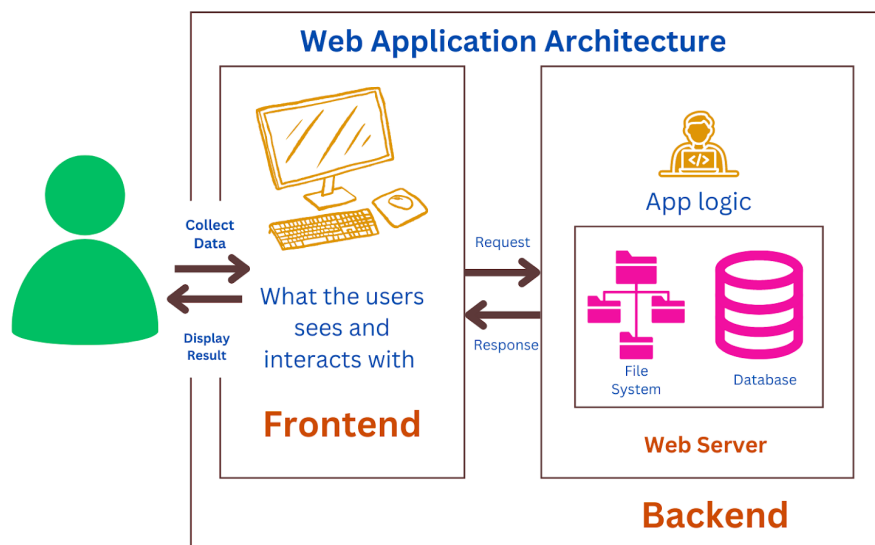 Web Application Architecture
Collect
Data
Display
Result
What the users
sees and
interacts with
Frontend
Request
Response
</>
App logic
File
System
Database
Web Server
Backend